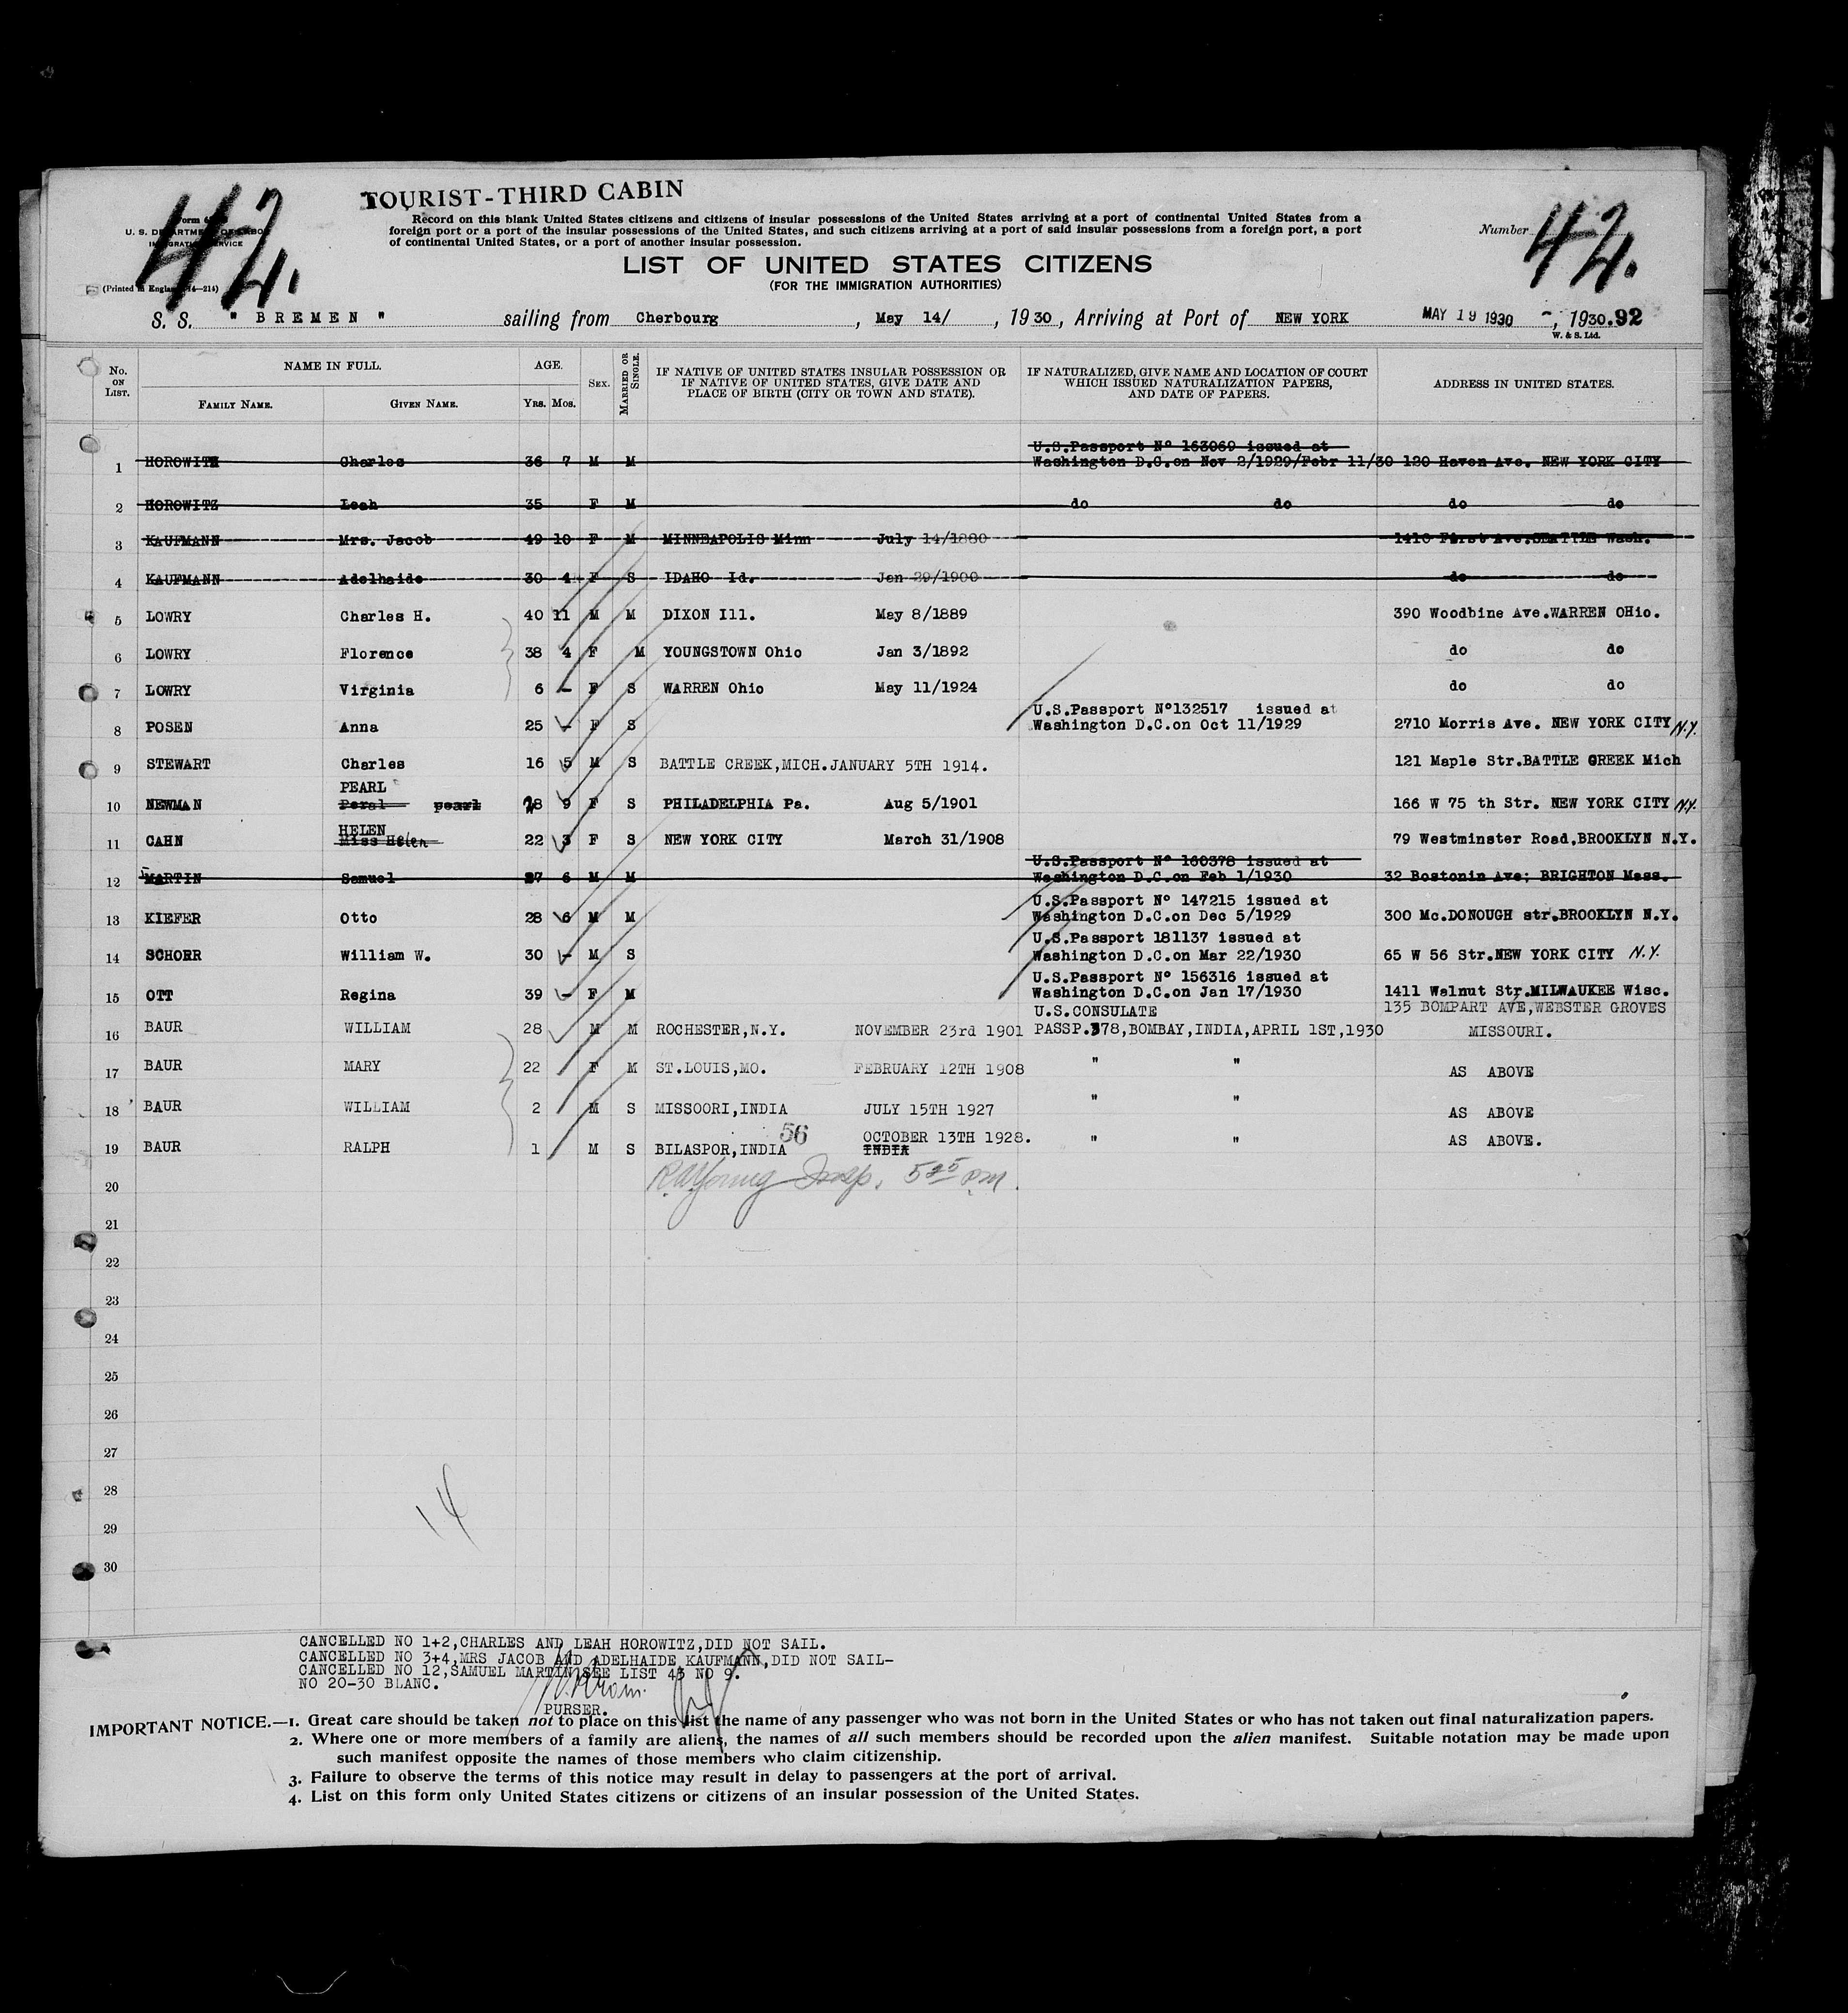 42.
TOURIST-THIRD CABIN
Record on this blank United States citizens and citizens of insular possessions of the United States arriving at a port of continental United States from a
foreign port or a port of the insular possessions of the United States, and such citizens arriving at a port of said insular possessions from a foreign port, a port
of continental United States, or a port of another insular possession.
Number 42.
LIST OF UNITED STATES CITIZENS
(FOR THE IMMIGRATION AUTHORITIES)
S. S. " BREMEN " sailing from Cherbourg, May 14/, 1930, Arriving at Port of NEW YORK MAY 19 1930, 1930. 92
W. & S. Ltd.
No. ON LIST. NAME IN FULL. FAMILY NAME. GIVEN NAME. AGE. YRS. MOS. SEX. MARRIED OR SINGLE. IF NATIVE OF UNITED STATES INSULAR POSSESSION OR IF NATIVE OF UNITED STATES, GIVE DATE AND PLACE OF BIRTH (CITY OR TOWN AND STATE). IF NATURALIZED, GIVE NAME AND LOCATION OF COURT WHICH ISSUED NATURALIZATION PAPERS, AND DATE OF PAPERS. ADDRESS IN UNITED STATES.
U.S.Passport Nº 163069 issued at
1 HOROWITZ Charles 36 7 M M Washington D.C.on Nov 2/1929/Febr 11/30 120 Haven Ave. NEW YORK CITY
2 HOROWITZ Leah 35 F M do do do do
3 KAUFMANN Mrs. Jacob 49 10 F M MINNEAPOLIS Minn July 14/1880 1410 First Ave.SEATTLE Wash.
4 KAUFMANN Adelhaide 30 4 F S IDAHO Id. Jan 29/1900 do do
5 LOWRY Charles H. 40 11 M M DIXON Ill. May 8/1889 390 Woodbine Ave.WARREN OHio.
6 LOWRY Florence 38 4 F M YOUNGSTOWN Ohio Jan 3/1892 do do
7 LOWRY Virginia 6 - F S WARREN Ohio May 11/1924 do do
U.S.Passport Nº132517 issued at
8 POSEN Anna 25 - F S Washington D.C.on Oct 11/1929 2710 Morris Ave. NEW YORK CITY N.Y.
9 STEWART Charles 16 5 M S BATTLE CREEK,MICH.JANUARY 5TH 1914. 121 Maple Str.BATTLE CREEK Mich
PEARL
10 NEWMAN Peral pearl 28 9 F S PHILADELPHIA Pa. Aug 5/1901 166 W 75 th Str. NEW YORK CITY N.Y.
HELEN
11 CAHN Miss Helen 22 3 F S NEW YORK CITY March 31/1908 79 Westminster Road.BROOKLYN N.Y.
U.S.Passport Nº 160378 issued at
12 MARTIN Samuel 27 6 M M Washington D.C.on Feb 1/1930 32 Bostonin Ave; BRIGHTON Mass.
U.S.Passport Nº 147215 issued at
13 KIEFER Otto 28 6 M M Washington D.C.on Dec 5/1929 300 Mc.DONOUGH str.BROOKLYN N.Y.
U.S.Passport 181137 issued at
14 SCHORR William W. 30 - M S Washington D.C.on Mar 22/1930 65 W 56 Str.NEW YORK CITY N.Y.
U.S.Passport Nº 156316 issued at
15 OTT Regina 39 - F M Washington D.C.on Jan 17/1930 1411 Walnut Str.MILWAUKEE Wisc.
U.S.CONSULATE 135 BOMPART AVE,WEBSTER GROVES
16 BAUR WILLIAM 28 M M ROCHESTER,N.Y. NOVEMBER 23rd 1901 PASSP.378,BOMBAY,INDIA,APRIL 1ST,1930 MISSOURI.
17 BAUR MARY 22 F M ST.LOUIS,MO. FEBRUARY 12TH 1908 " " AS ABOVE
18 BAUR WILLIAM 2 M S MISSOORI,INDIA JULY 15TH 1927 " " AS ABOVE
56 OCTOBER 13TH 1928.
19 BAUR RALPH 1 M S BILASPOR,INDIA INDIA " " AS ABOVE.
20 R.W.Young Insp. 5 25 pm.
21
22
23
24
25
26
27
28
14
29
30
CANCELLED NO 1+2,CHARLES AND LEAH HOROWITZ,DID NOT SAIL.
CANCELLED NO 3+4,MRS JACOB AND ADELHAIDE KAUFMANN,DID NOT SAIL-
CANCELLED NO 12,SAMUEL MARTIN SEE LIST 43 NO 9.
NO 20-30 BLANC.
PURSER.
IMPORTANT NOTICE.—1. Great care should be taken not to place on this list the name of any passenger who was not born in the United States or who has not taken out final naturalization papers.
2. Where one or more members of a family are aliens, the names of all such members should be recorded upon the alien manifest. Suitable notation may be made upon
such manifest opposite the names of those members who claim citizenship.
3. Failure to observe the terms of this notice may result in delay to passengers at the port of arrival.
4. List on this form only United States citizens or citizens of an insular possession of the United States.